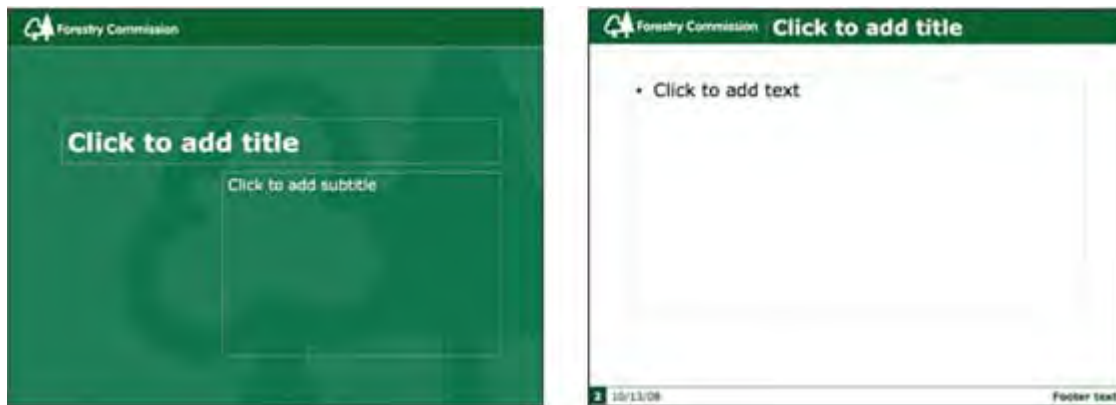 Forestry Commission
Click to add title
Click to add subtitle
Forestry Commission Click to add title
• Click to add text
2 10/13/08 Footer text